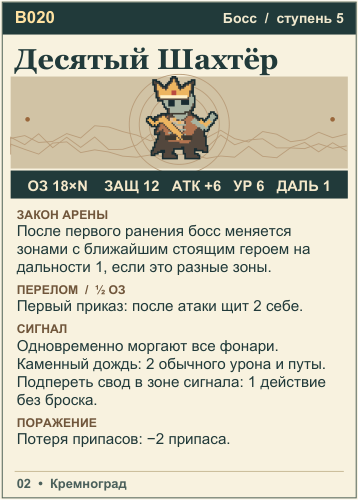 B020
Босс / ступень 5
Десятый Шахтёр
ОЗ 18×N ЗАЩ 12 АТК +6 УР 6 ДАЛЬ 1
ЗАКОН АРЕНЫ
После первого ранения босс меняется
зонами с ближайшим стоящим героем на
дальности 1, если это разные зоны.
ПЕРЕЛОМ / ½ ОЗ
Первый приказ: после атаки щит 2 себе.
СИГНАЛ
Одновременно моргают все фонари.
Каменный дождь: 2 обычного урона и путы.
Подпереть свод в зоне сигнала: 1 действие
без броска.
ПОРАЖЕНИЕ
Потеря припасов: −2 припаса.
02 • Кремноград